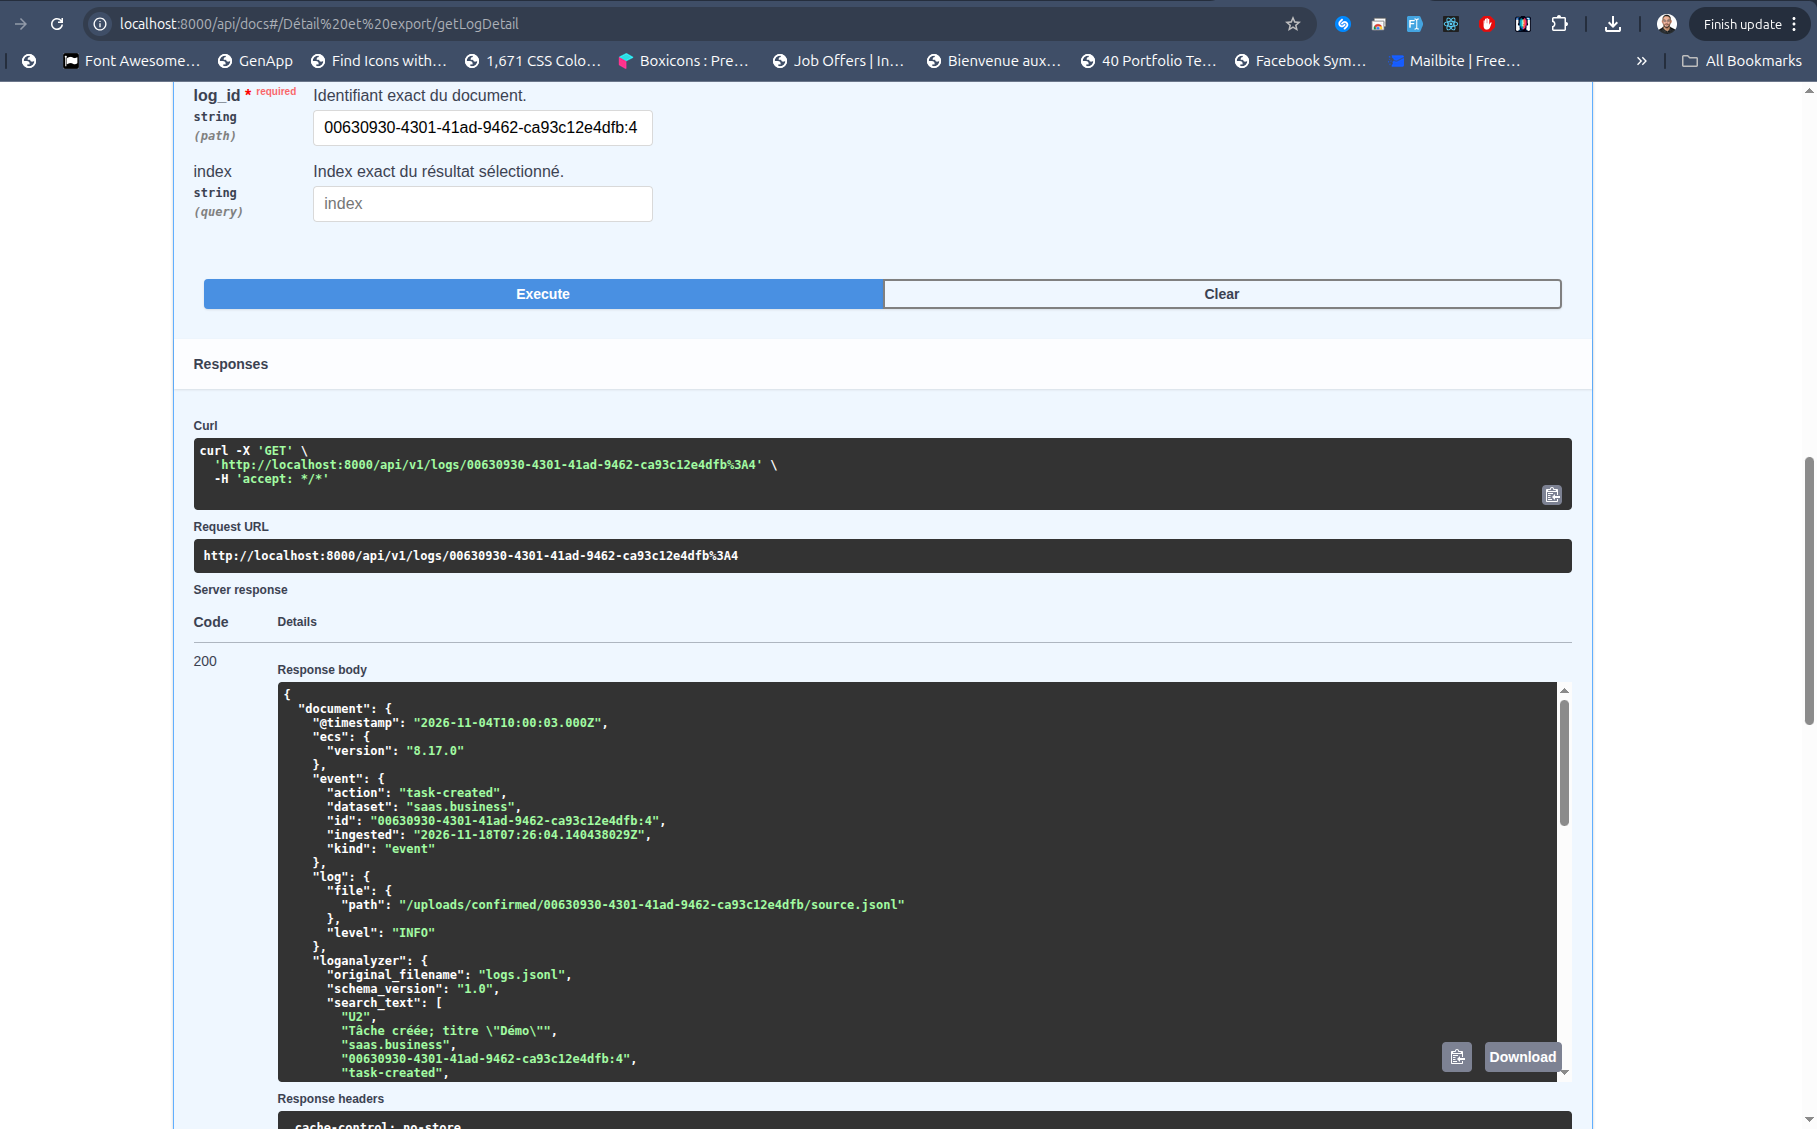 localhost:8000/api/docs#/Détail%20et%20export/getLogDetail
Finish update
Font Awesome...
GenApp
Find Icons with...
1,671 CSS Colo...
Boxicons : Pre...
Job Offers | In...
Bienvenue aux...
40 Portfolio Te...
Facebook Sym...
Mailbite | Free...
»
All Bookmarks
log_id * required
string
(path)
Identifiant exact du document.
00630930-4301-41ad-9462-ca93c12e4dfb:4
index
string
(query)
Index exact du résultat sélectionné.
index
Execute
Clear
Responses
Curl
curl -X 'GET' \
'http://localhost:8000/api/v1/logs/00630930-4301-41ad-9462-ca93c12e4dfb%3A4' \
-H 'accept: */*'
Request URL
http://localhost:8000/api/v1/logs/00630930-4301-41ad-9462-ca93c12e4dfb%3A4
Server response
Code
Details
200
Response body
{
"document": {
"@timestamp": "2026-11-04T10:00:03.000Z",
"ecs": {
"version": "8.17.0"
},
"event": {
"action": "task-created",
"dataset": "saas.business",
"id": "00630930-4301-41ad-9462-ca93c12e4dfb:4",
"ingested": "2026-11-18T07:26:04.140438029Z",
"kind": "event"
},
"log": {
"file": {
"path": "/uploads/confirmed/00630930-4301-41ad-9462-ca93c12e4dfb/source.jsonl"
},
"level": "INFO"
},
"loganalyzer": {
"original_filename": "logs.jsonl",
"schema_version": "1.0",
"search_text": [
"U2",
"Tâche créée; titre \"Démo\"",
"saas.business",
"00630930-4301-41ad-9462-ca93c12e4dfb:4",
"task-created",
Download
Response headers
cache-control: no-store